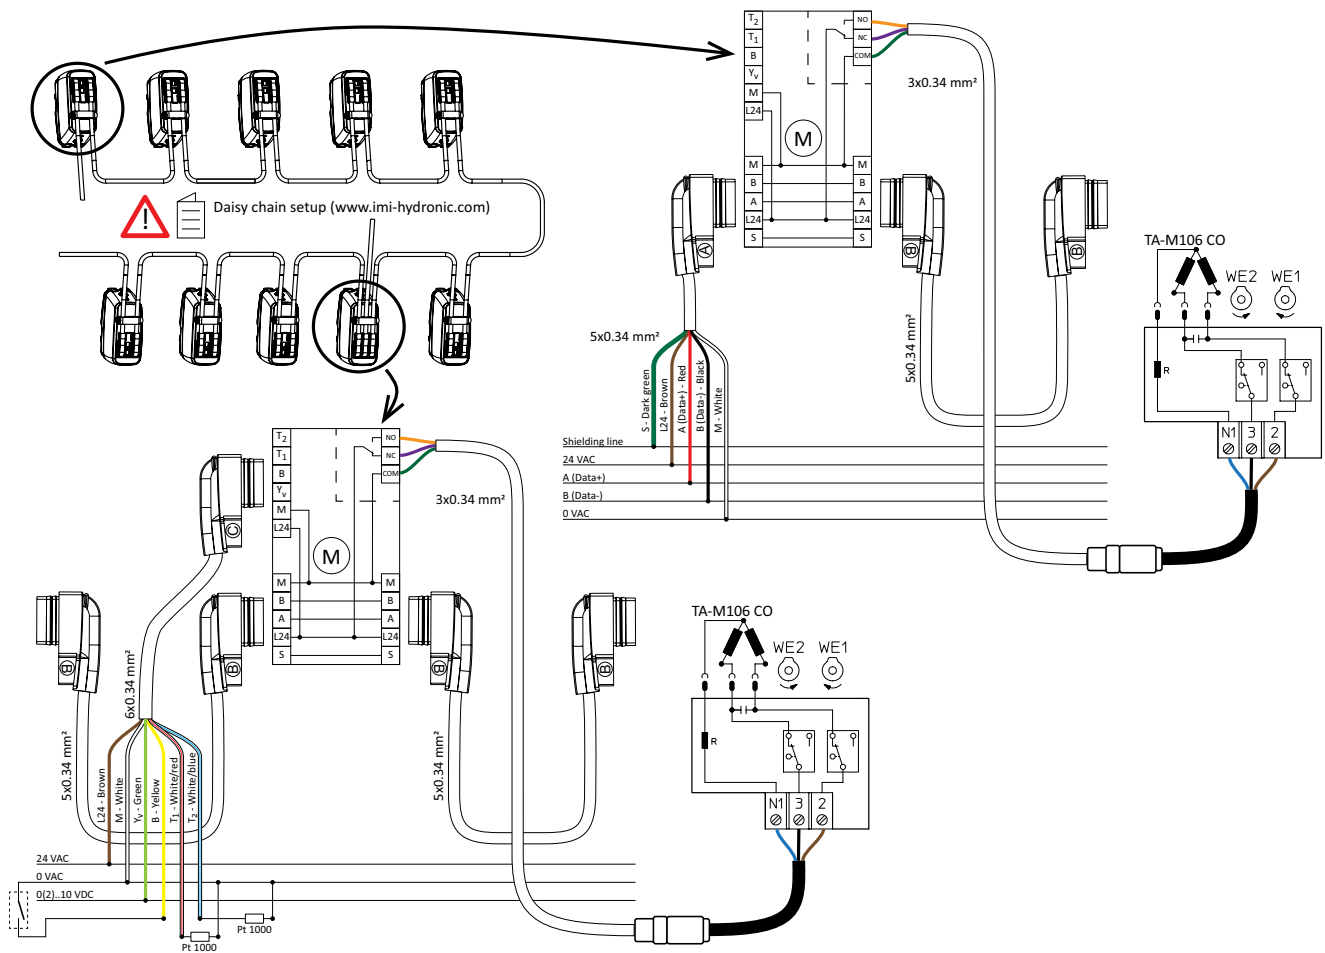 Daisy chain setup (www.imi-hydronic.com)
T2
T1
B
Yv
M
L24
M
B
A
L24
S
NO
NC
COM
M
B
A
L24
S
M
3x0.34 mm²
A
B
B
5x0.34 mm²
S - Dark green
L24 - Brown
A (Data+) - Red
B (Data-) - Black
M - White
5x0.34 mm²
Shielding line
24 VAC
A (Data+)
B (Data-)
0 VAC
TA-M106 CO
WE2
WE1
R
N1
3
2
T2
T1
B
Yv
M
L24
M
B
A
L24
S
NO
NC
COM
M
B
A
L24
S
M
3x0.34 mm²
C
B
B
B
B
6x0.34 mm²
5x0.34 mm²
L24 - Brown
M - White
Yv - Green
B - Yellow
T1 - White/red
T2 - White/blue
5x0.34 mm²
24 VAC
0 VAC
0(2)..10 VDC
Pt 1000
Pt 1000
TA-M106 CO
WE2
WE1
R
N1
3
2